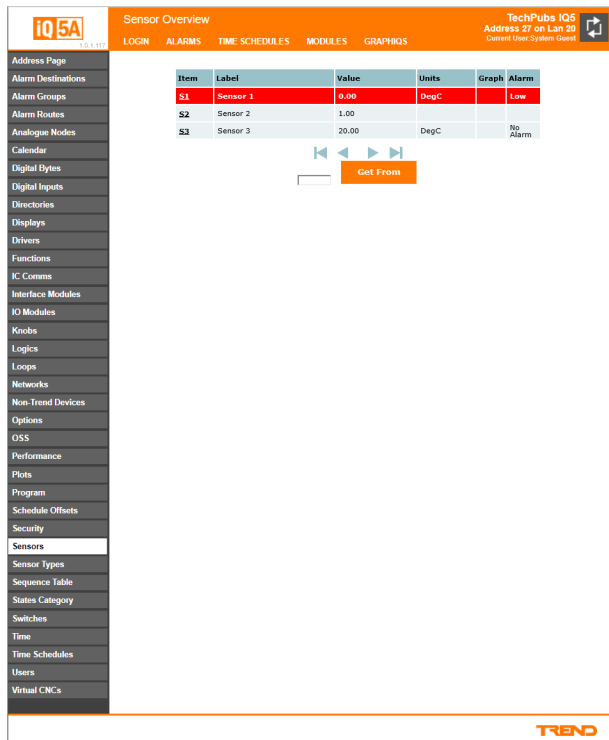 iQ 5A
1.0.1.117
Sensor Overview
LOGIN ALARMS TIME SCHEDULES MODULES GRAPHIQS
TechPubs IQ5
Address 27 on Lan 20
Current User:System Guest
Address Page
Alarm Destinations
Alarm Groups
Alarm Routes
Analogue Nodes
Calendar
Digital Bytes
Digital Inputs
Directories
Displays
Drivers
Functions
IC Comms
Interface Modules
IO Modules
Knobs
Logics
Loops
Networks
Non-Trend Devices
Options
OSS
Performance
Plots
Program
Schedule Offsets
Security
Sensors
Sensor Types
Sequence Table
States Category
Switches
Time
Time Schedules
Users
Virtual CNCs
Item Label Value Units Graph Alarm
S1 Sensor 1 0.00 DegC Low
S2 Sensor 2 1.00
S3 Sensor 3 20.00 DegC No Alarm
Get From
TREND